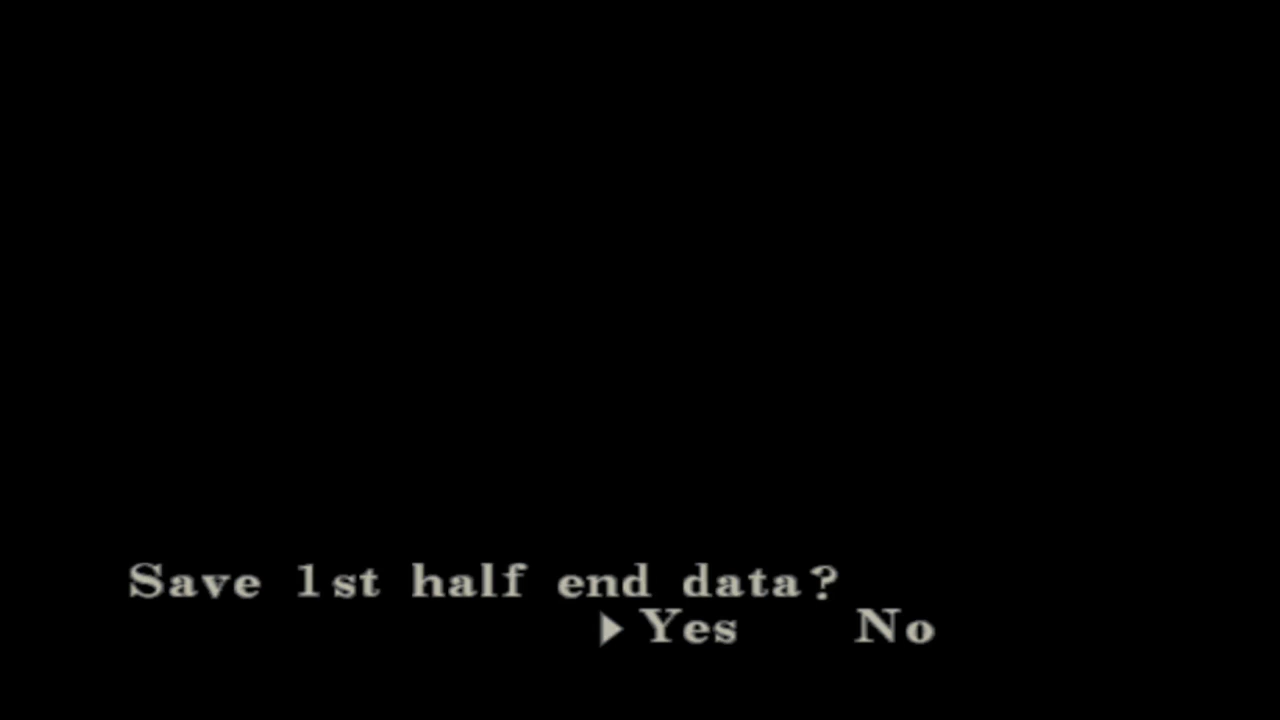 Save 1st half end data?
Yes No